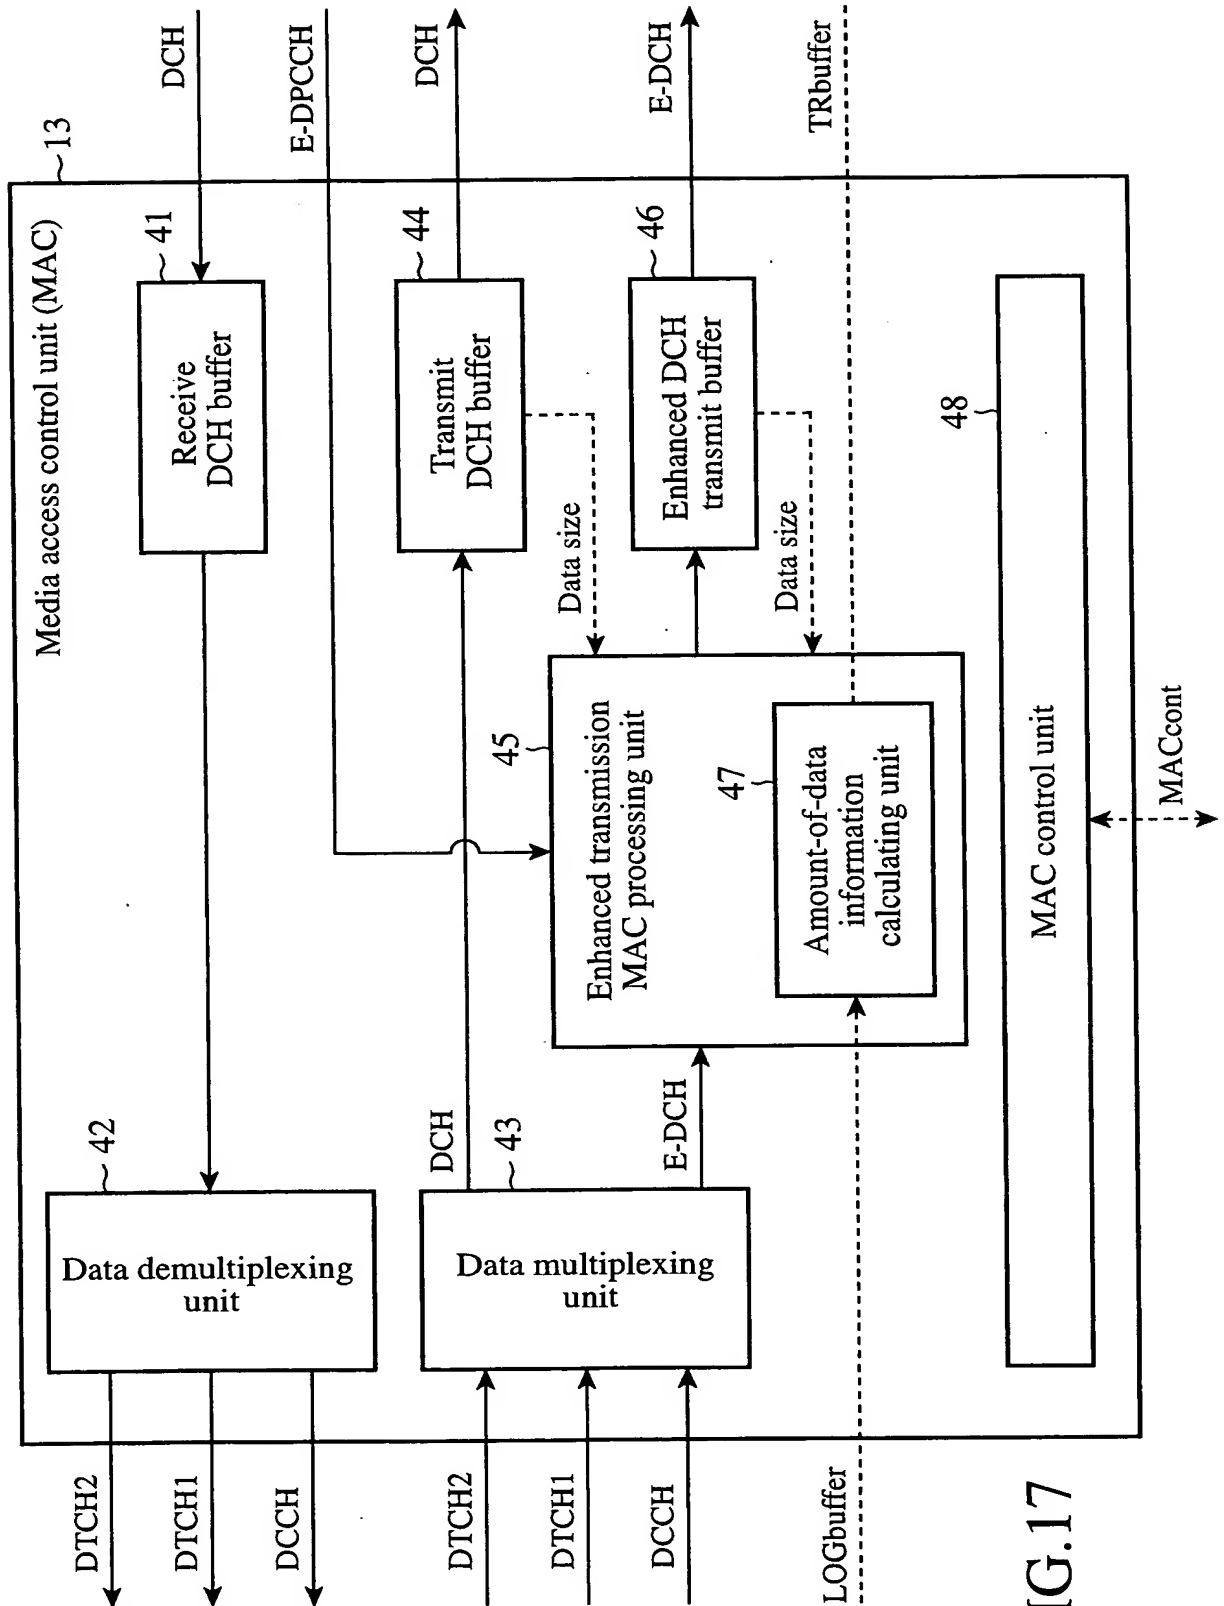 Media access control unit (MAC)
13
DTCH2
DTCH1
DCCH
42
Data demultiplexing
unit
41
Receive
DCH buffer
DCH
E-DPCCH
DTCH2
DTCH1
DCCH
43
Data multiplexing
unit
DCH
E-DCH
44
Transmit
DCH buffer
DCH
Data size
45
Enhanced transmission
MAC processing unit
46
Enhanced DCH
transmit buffer
E-DCH
Data size
47
Amount-of-data
information
calculating unit
LOGbuffer
TRbuffer
48
MAC control unit
MACcont
IG.17